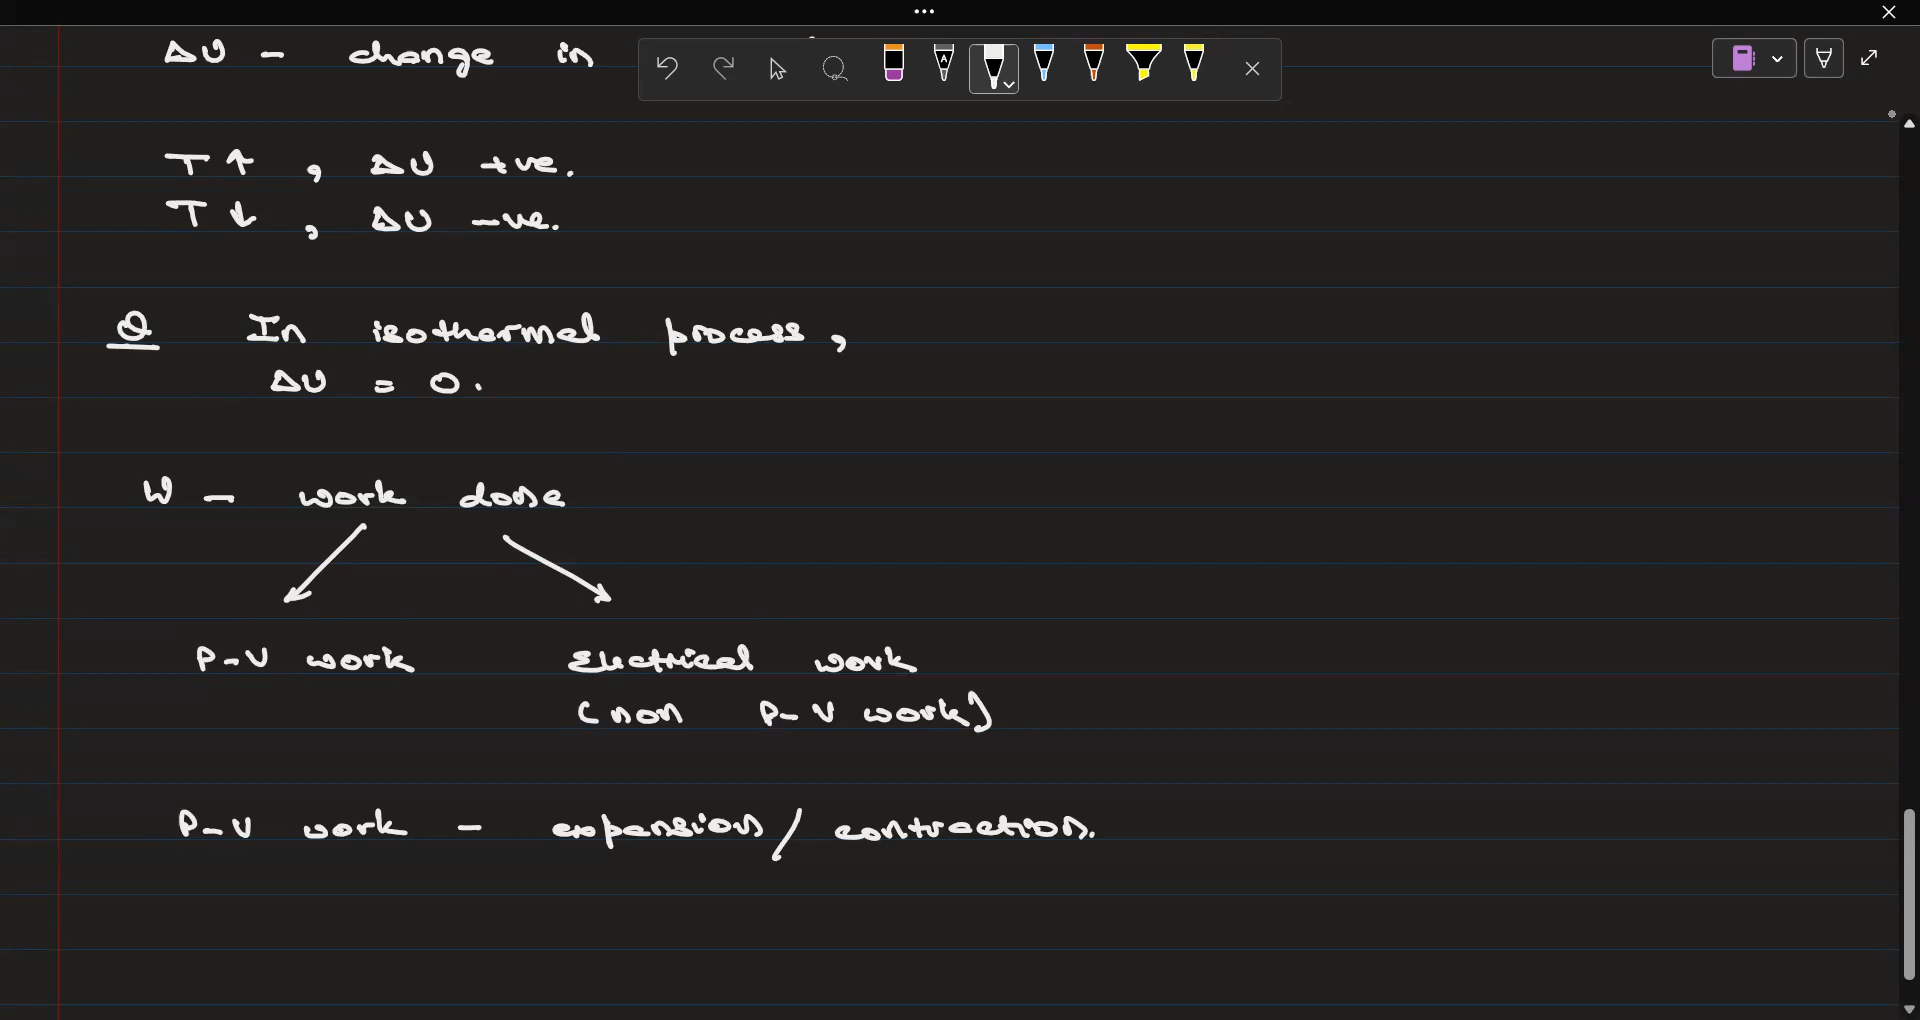 ΔU - change in
T↑ , ΔU +ve.
T↓ , ΔU -ve.
Q In isothermal process,
ΔU = 0.
W - work done
P-V work Electrical work
(non P-V work)
P-V work - expansion/contraction.